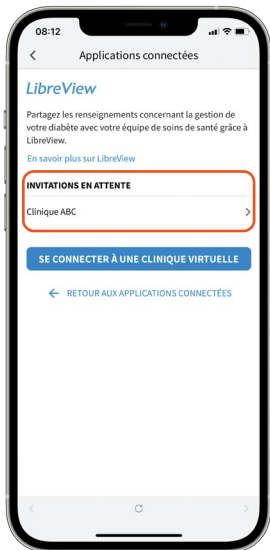 08:12
Applications connectées
LibreView
Partagez les renseignements concernant la gestion de
votre diabète avec votre équipe de soins de santé grâce à
LibreView.
En savoir plus sur LibreView
INVITATIONS EN ATTENTE
Clinique ABC
SE CONNECTER À UNE CLINIQUE VIRTUELLE
RETOUR AUX APPLICATIONS CONNECTÉES